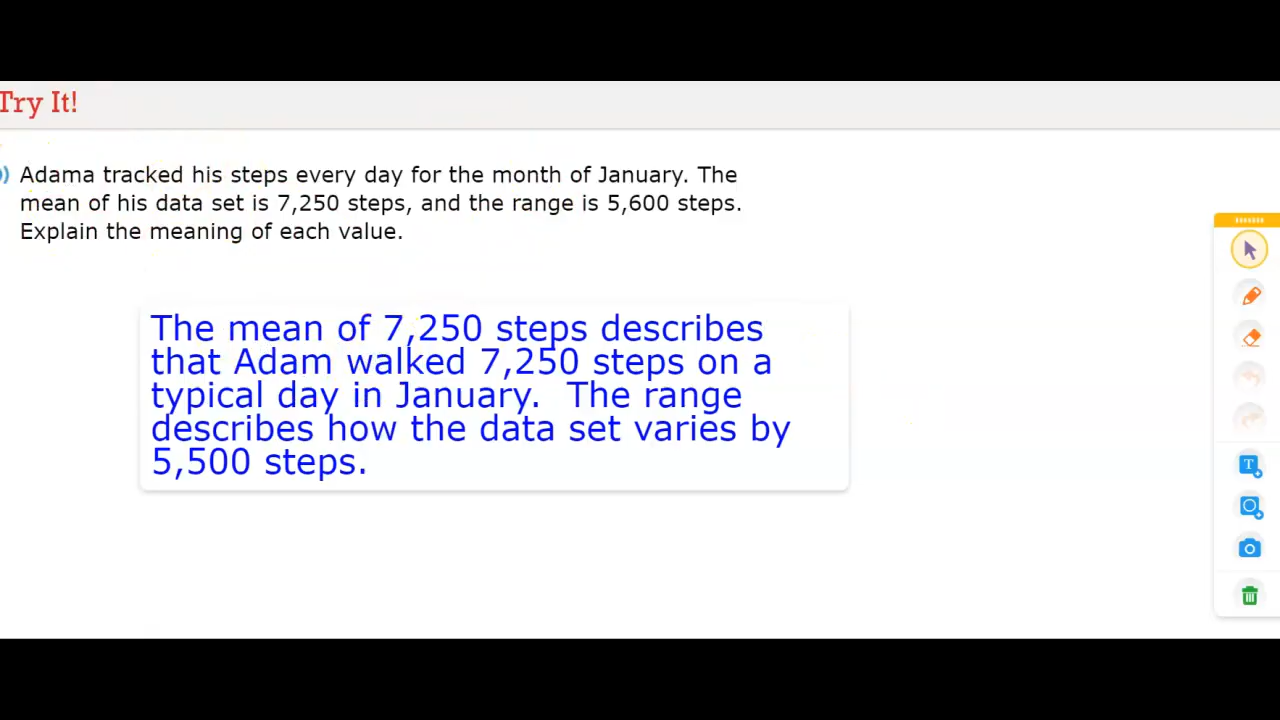 Try It!
Adama tracked his steps every day for the month of January. The
mean of his data set is 7,250 steps, and the range is 5,600 steps.
Explain the meaning of each value.
The mean of 7,250 steps describes
that Adam walked 7,250 steps on a
typical day in January.  The range
describes how the data set varies by
5,500 steps.
T